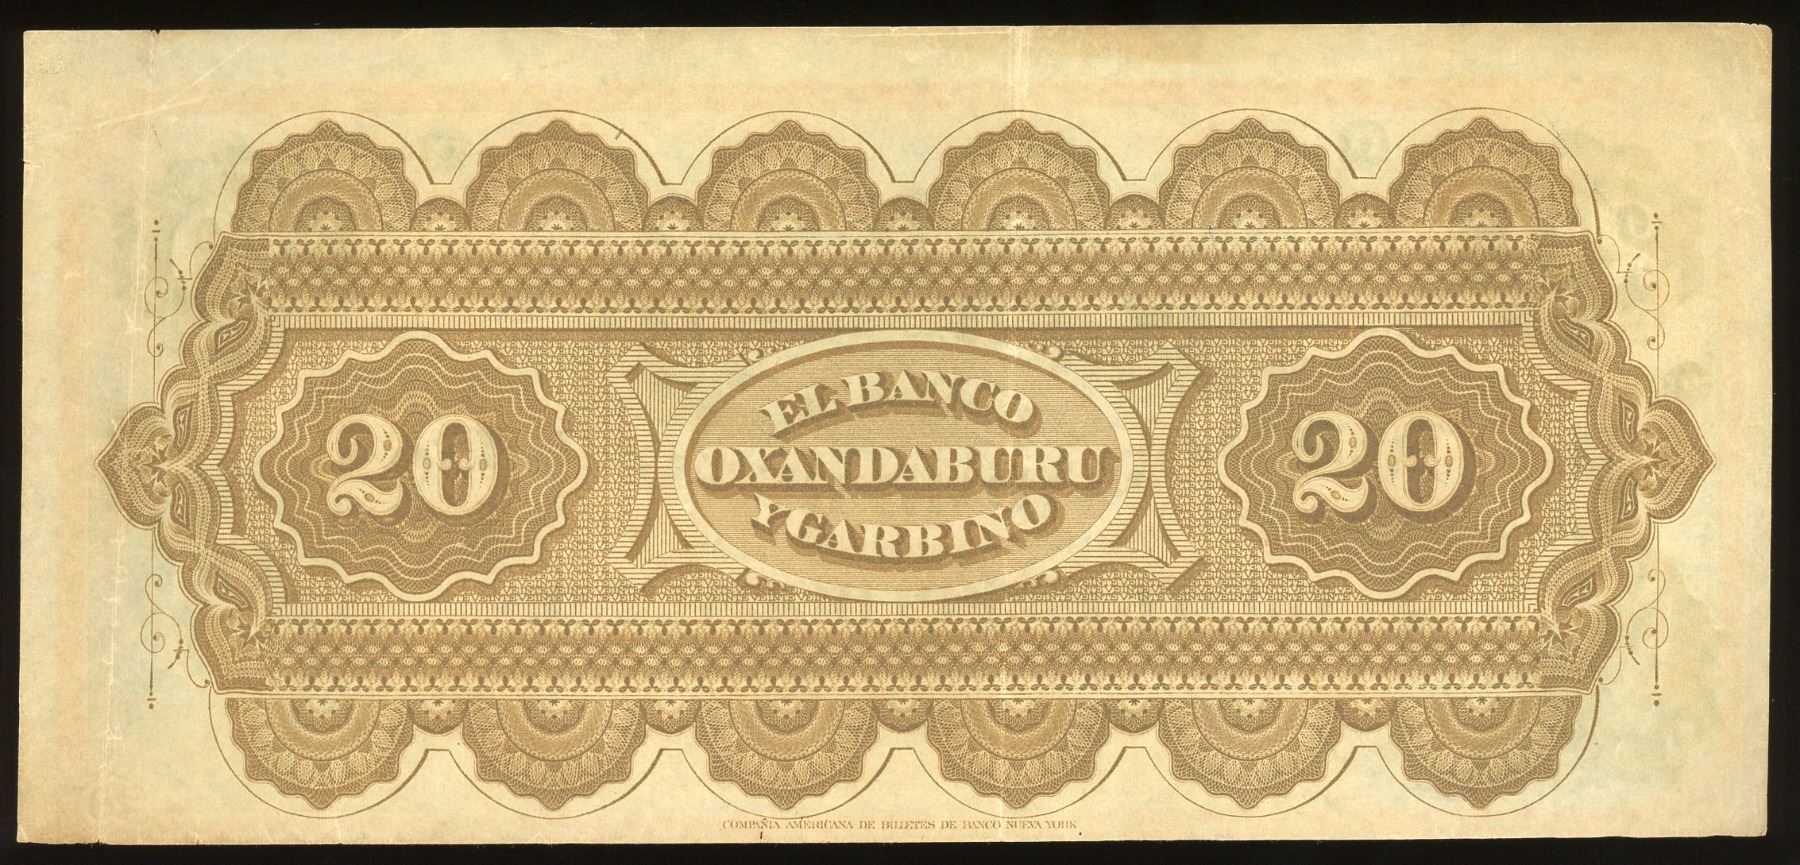 EL BANCO
OXANDABURU
Y GARBINO
20
20
COMPAÑIA AMERICANA DE BILLETES DE BANCO NUEVA YORK